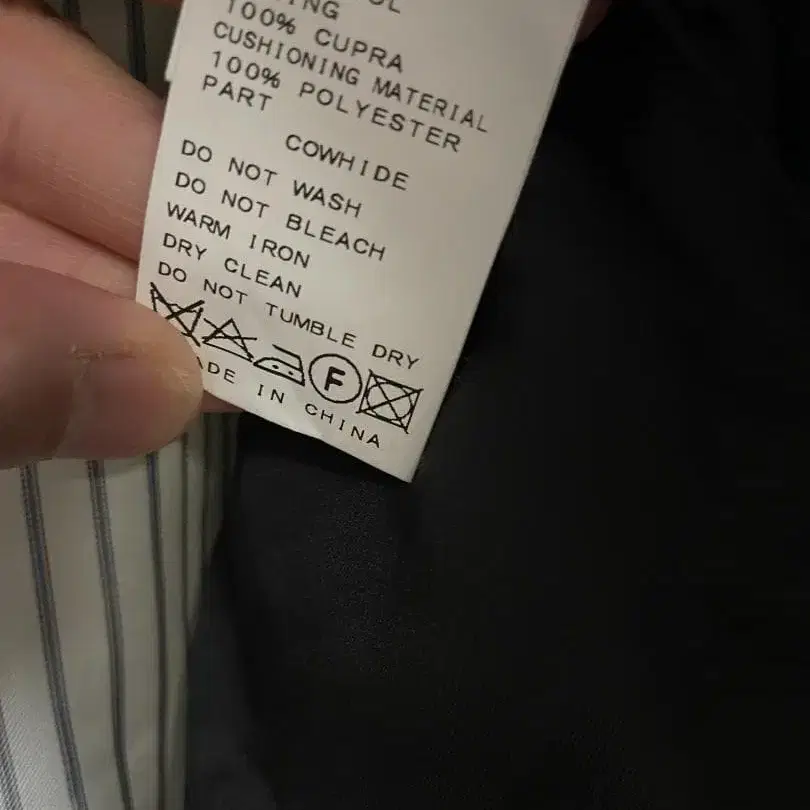 100% CUPRA
CUSHIONING MATERIAL
100% POLYESTER
PART
COWHIDE
DO NOT WASH
DO NOT BLEACH
WARM IRON
DRY CLEAN
DO NOT TUMBLE DRY
F
IN CHINA